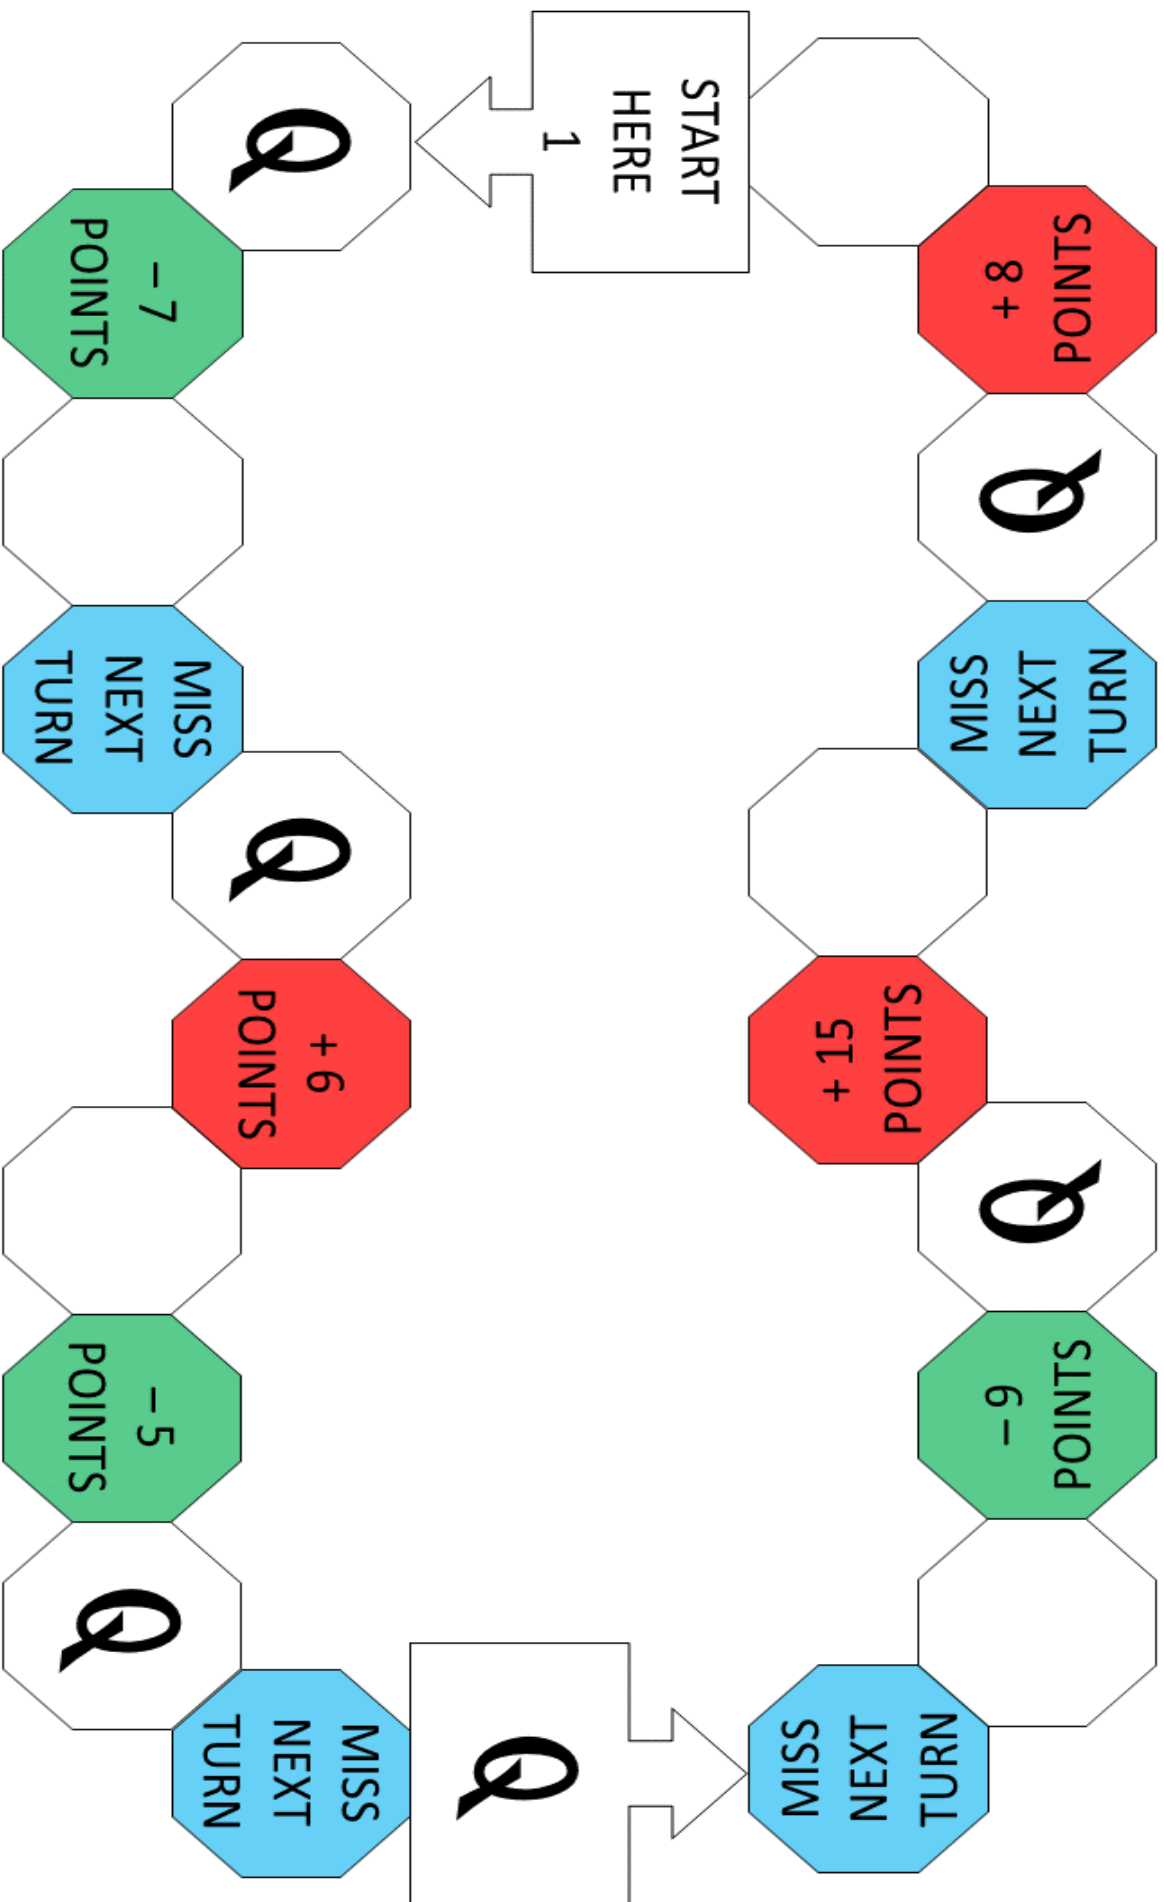 START
HERE
1
Q
– 7
POINTS
MISS
NEXT
TURN
Q
+ 6
POINTS
– 5
POINTS
Q
MISS
NEXT
TURN
Q
MISS
NEXT
TURN
– 9
POINTS
Q
+ 15
POINTS
MISS
NEXT
TURN
Q
+ 8
POINTS